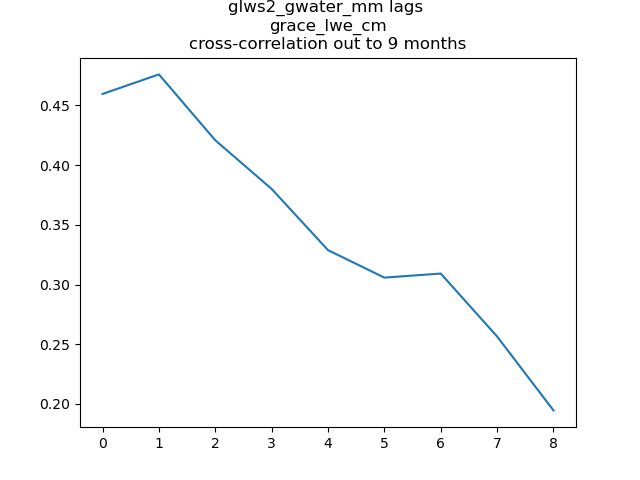 glws2_gwater_mm lags
grace_lwe_cm
cross-correlation out to 9 months
0.45
0.40
0.35
0.30
0.25
0.20
0 1 2 3 4 5 6 7 8